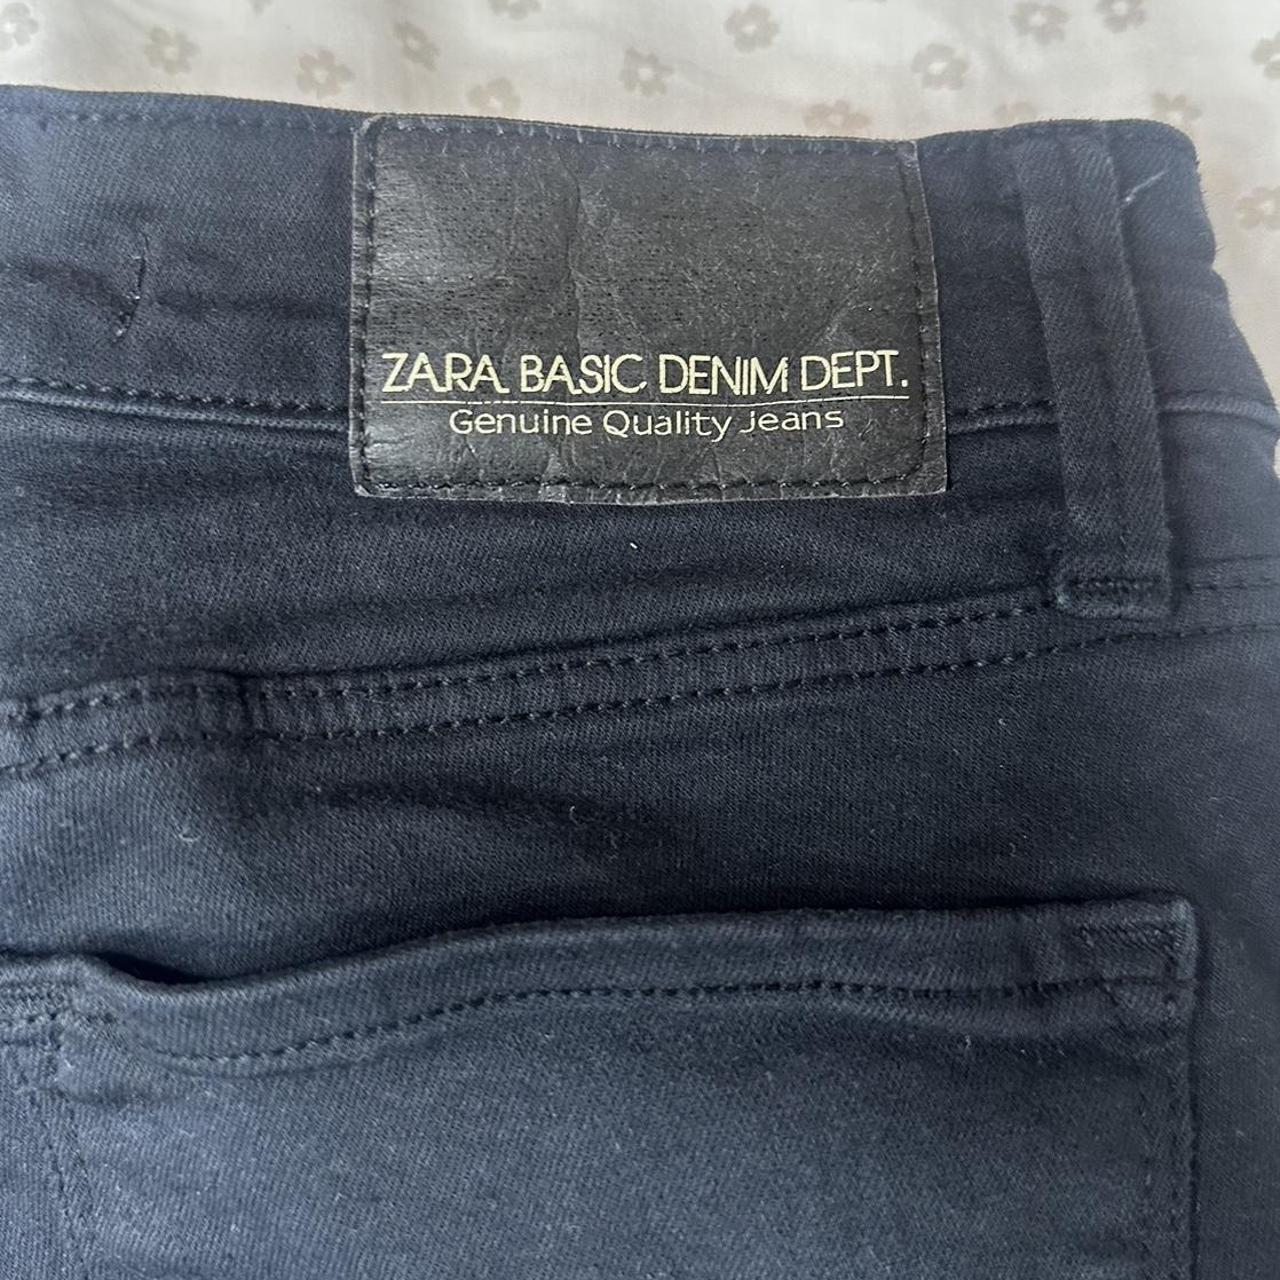 ZARA BASIC DENIM DEPT.
Genuine Quality Jeans